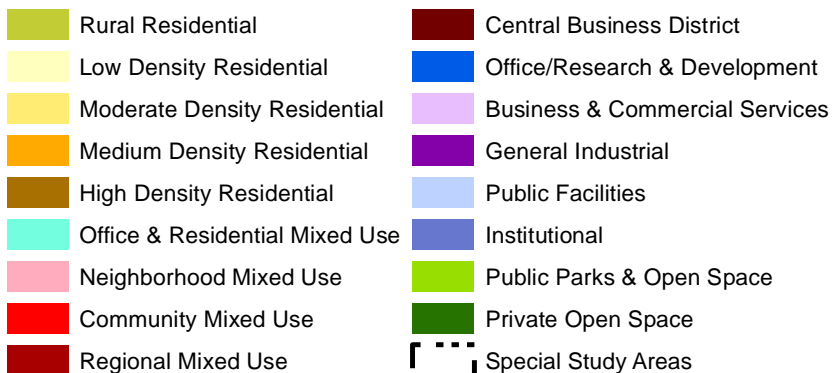 Rural Residential
Low Density Residential
Moderate Density Residential
Medium Density Residential
High Density Residential
Office & Residential Mixed Use
Neighborhood Mixed Use
Community Mixed Use
Regional Mixed Use
Central Business District
Office/Research & Development
Business & Commercial Services
General Industrial
Public Facilities
Institutional
Public Parks & Open Space
Private Open Space
Special Study Areas